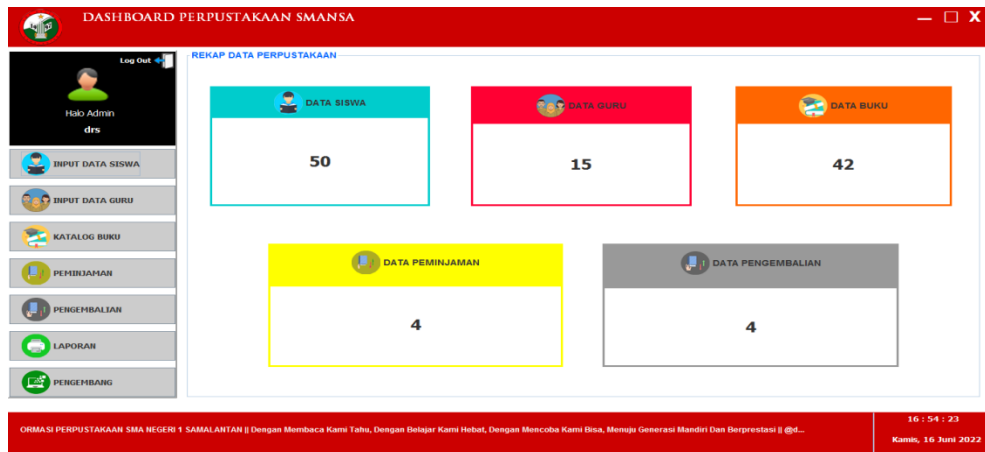 DASHBOARD PERPUSTAKAAN SMANSA
Log Out
Halo Admin
drs
INPUT DATA SISWA
INPUT DATA GURU
KATALOG BUKU
PEMINJAMAN
PENGEMBALIAN
LAPORAN
PENGEMBANG
REKAP DATA PERPUSTAKAAN
DATA SISWA
50
DATA GURU
15
DATA BUKU
42
DATA PEMINJAMAN
4
DATA PENGEMBALIAN
4
ORMASI PERPUSTAKAAN SMA NEGERI 1 SAMALANTAN || Dengan Membaca Kami Tahu, Dengan Belajar Kami Hebat, Dengan Mencoba Kami Bisa, Menuju Generasi Mandiri Dan Berprestasi || @d...
16 : 54 : 23
Kamis, 16 Juni 2022